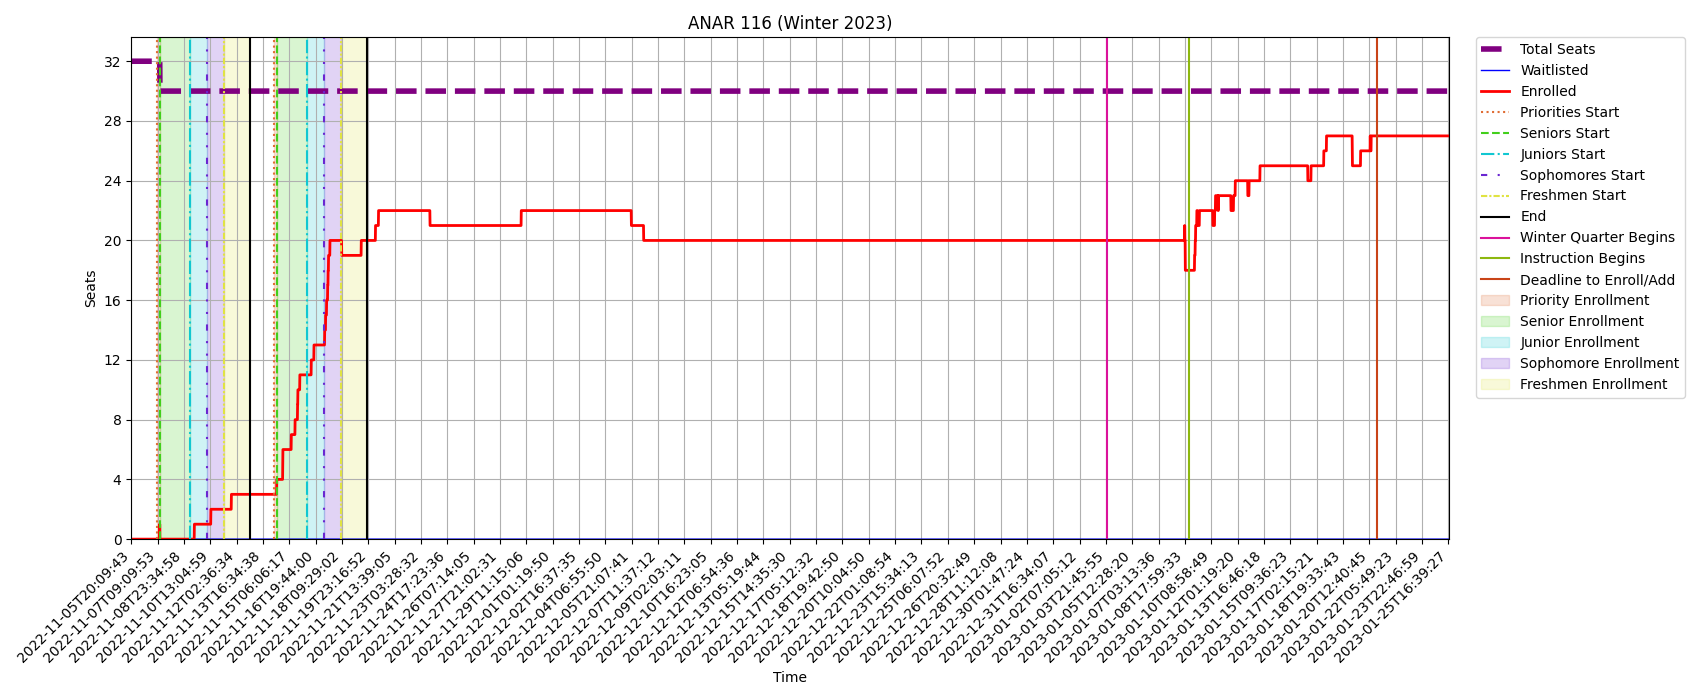 ANAR 116 (Winter 2023)
Seats
32
28
24
20
16
12
8
4
0
2022-11-05T20:09:43
2022-11-07T09:09:53
2022-11-08T23:34:58
2022-11-10T13:04:59
2022-11-12T02:36:34
2022-11-13T16:34:38
2022-11-15T06:06:17
2022-11-16T19:44:00
2022-11-18T09:29:02
2022-11-19T23:16:52
2022-11-21T13:39:05
2022-11-23T03:28:32
2022-11-24T17:23:36
2022-11-26T07:14:05
2022-11-27T21:02:31
2022-11-29T11:15:06
2022-12-01T01:19:50
2022-12-02T16:37:35
2022-12-04T06:55:50
2022-12-05T21:07:41
2022-12-07T11:37:12
2022-12-09T02:03:11
2022-12-10T16:23:05
2022-12-12T06:54:36
2022-12-13T05:19:44
2022-12-15T14:35:30
2022-12-17T05:12:32
2022-12-18T19:42:50
2022-12-20T10:04:50
2022-12-22T01:08:54
2022-12-23T15:34:13
2022-12-25T06:07:52
2022-12-26T20:32:49
2022-12-28T11:12:08
2022-12-30T01:47:24
2022-12-31T16:34:07
2023-01-02T07:05:12
2023-01-03T21:45:55
2023-01-05T12:28:20
2023-01-07T03:13:36
2023-01-08T17:59:33
2023-01-10T08:58:49
2023-01-12T01:19:20
2023-01-13T16:46:18
2023-01-15T09:36:23
2023-01-17T02:15:21
2023-01-18T19:33:43
2023-01-20T12:40:45
2023-01-22T05:49:23
2023-01-23T22:46:59
2023-01-25T16:39:27
Time
Total Seats
Waitlisted
Enrolled
Priorities Start
Seniors Start
Juniors Start
Sophomores Start
Freshmen Start
End
Winter Quarter Begins
Instruction Begins
Deadline to Enroll/Add
Priority Enrollment
Senior Enrollment
Junior Enrollment
Sophomore Enrollment
Freshmen Enrollment